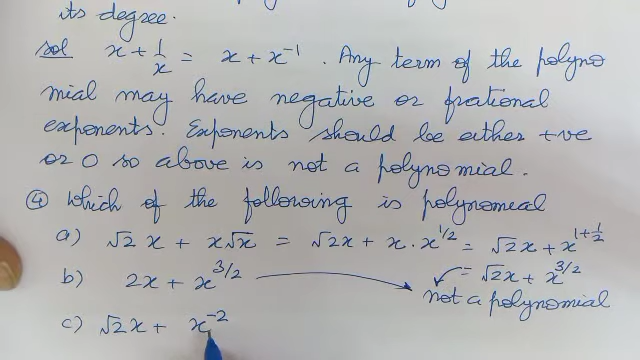 its degree.
sol x + 1/x = x + x⁻¹. Any term of the polyno
mial may have negative or frational
exponents. Exponents should be either +ve
or 0 so above is not a polynomial.
④ which of the following is polynomial
a) √2 x + x√x = √2x + x · x^1/2 = √2x + x^1+1/2
= √2x + x^3/2
b) 2x + x^3/2
not a polynomial
c) √2x + x⁻²